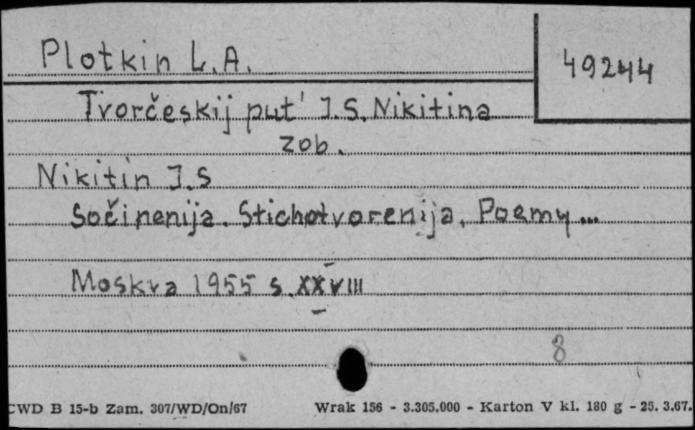 Plotkin L.A.
49244
Tvorčeskij put' I.S. Nikitina
zob.
Nikitin I.S
Sočinenija. Stichotvorenija. Poemy...
Moskva 1955 s. XXVIII
8
CWD B 15-b Zam. 307/WD/On/67 Wrak 156 - 3.305.000 - Karton V kl. 180 g - 25. 3.67.